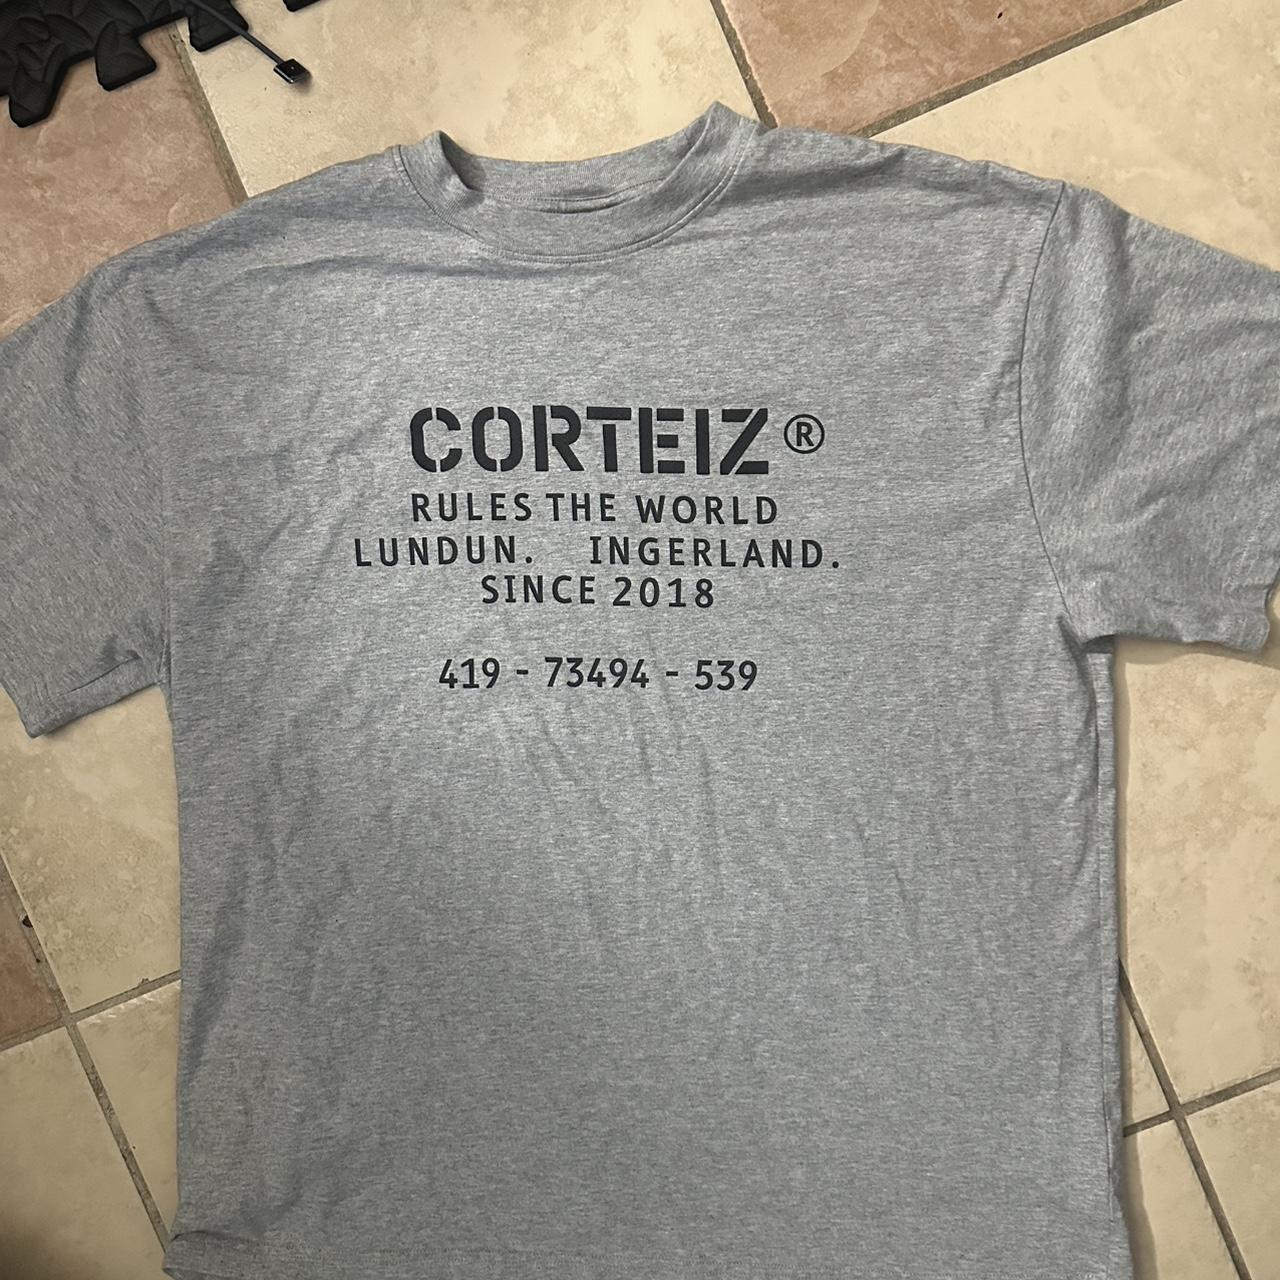 CORTEIZ®
RULES THE WORLD
LUNDUN. INGERLAND.
SINCE 2018
419 - 73494 - 539